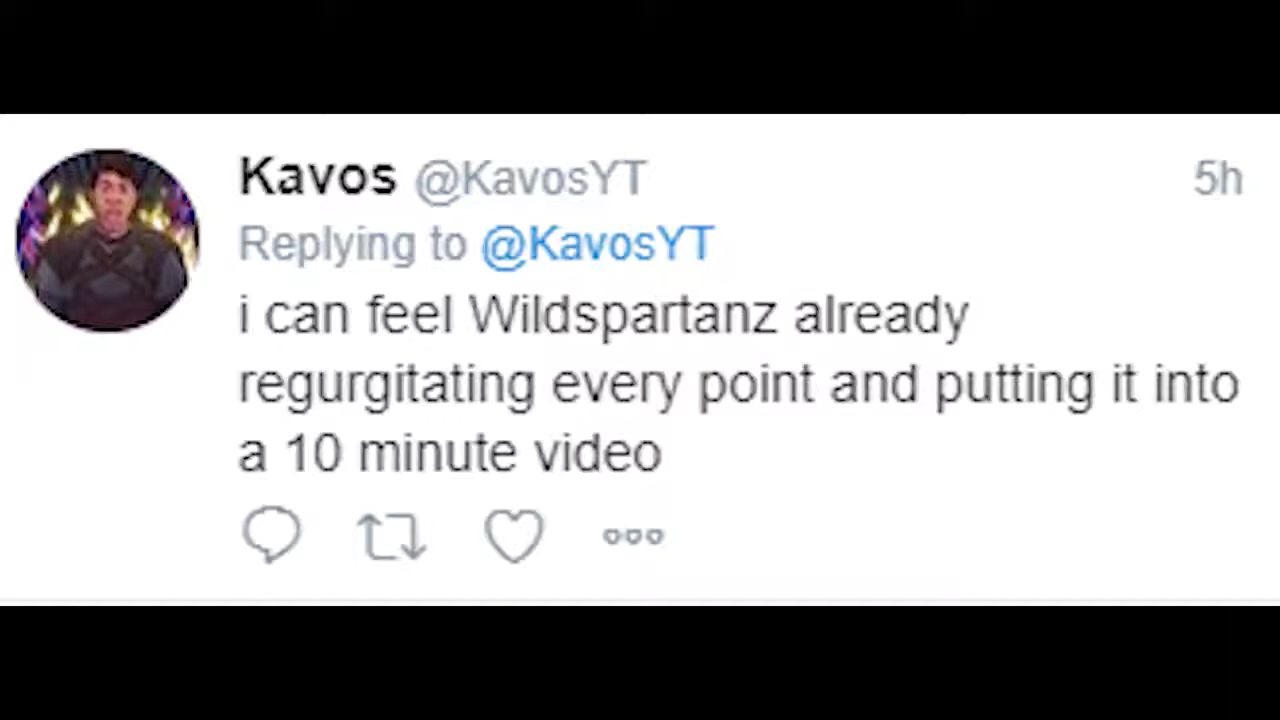 Kavos @KavosYT 5h
Replying to @KavosYT
i can feel Wildspartanz already
regurgitating every point and putting it into
a 10 minute video